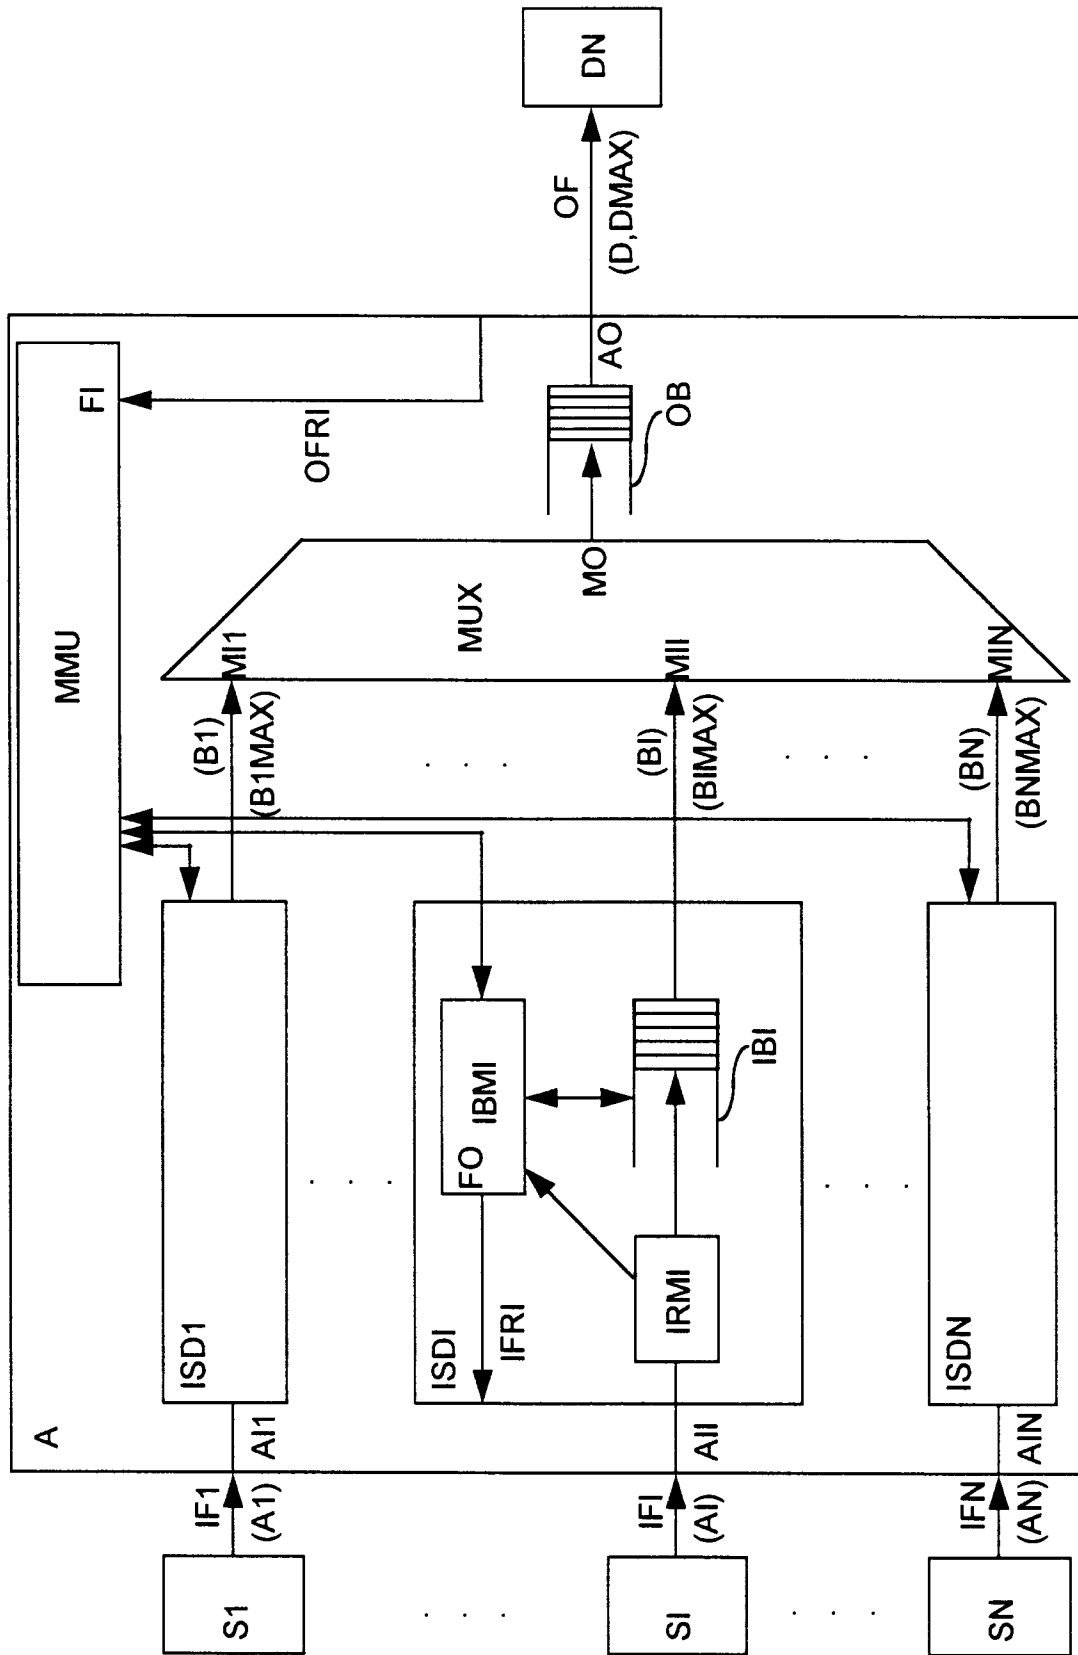 S1
IF1
(A1)
AI1
A
ISD1
(B1)
(B1MAX)
MI1
MMU
FI
OFRI
SI
IFI
(AI)
AII
ISDI
IFRI
FO
IBMI
IRMI
IBI
(BI)
(BIMAX)
MII
MUX
MO
OB
AO
OF
(D,DMAX)
DN
SN
IFN
(AN)
AIN
ISDN
(BN)
(BNMAX)
MIN